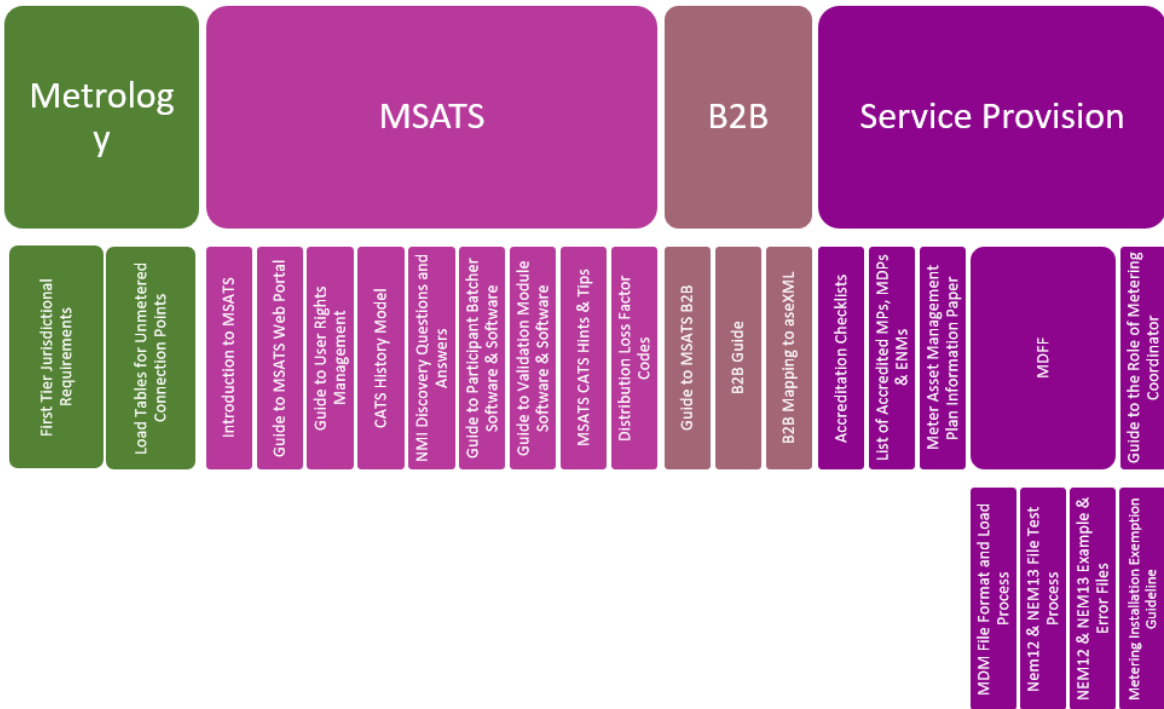 Metrolog
y
MSATS
B2B
Service Provision
First Tier Jurisdictional
Requirements
Load Tables for Unmetered
Connection Points
Introduction to MSATS
Guide to MSATS Web Portal
Guide to User Rights
Management
CATS History Model
NMI Discovery Questions and
Answers
Guide to Participant Batcher
Software & Software
Guide to Validation Module
Software & Software
MSATS CATS Hints & Tips
Distribution Loss Factor
Codes
Guide to MSATS B2B
B2B Guide
B2B Mapping to aseXML
Accreditation Checklists
List of Accredited MPs, MDPs
& ENMs
Meter Asset Management
Plan Information Paper
MDFF
Guide to the Role of Metering
Coordinator
MDM File Format and Load
Process
Nem12 & NEM13 File Test
Process
NEM12 & NEM13 Example &
Error Files
Metering Installation Exemption
Guideline